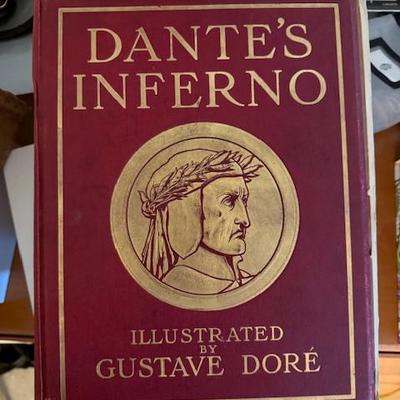 DANTE'S
INFERNO
ILLUSTRATED
BY
GUSTAVE DORÉ